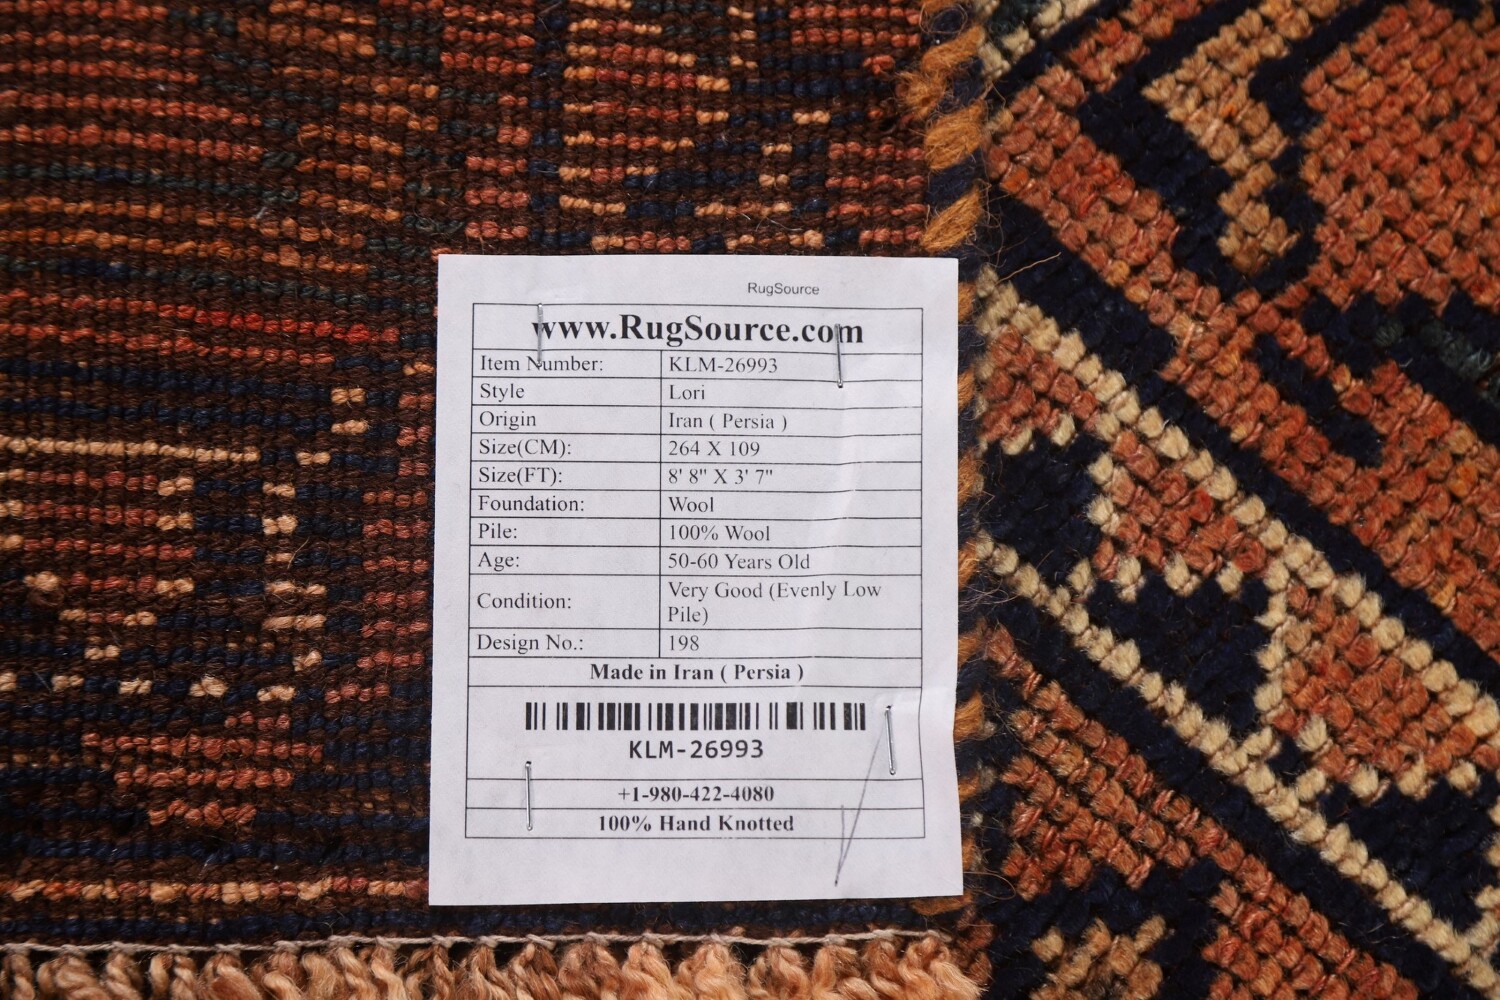 RugSource
www.RugSource.com
Item Number: KLM-26993
Style Lori
Origin Iran ( Persia )
Size(CM): 264 X 109
Size(FT): 8' 8" X 3' 7"
Foundation: Wool
Pile: 100% Wool
Age: 50-60 Years Old
Condition: Very Good (Evenly Low
Pile)
Design No.: 198
Made in Iran ( Persia )
KLM-26993
+1-980-422-4080
100% Hand Knotted